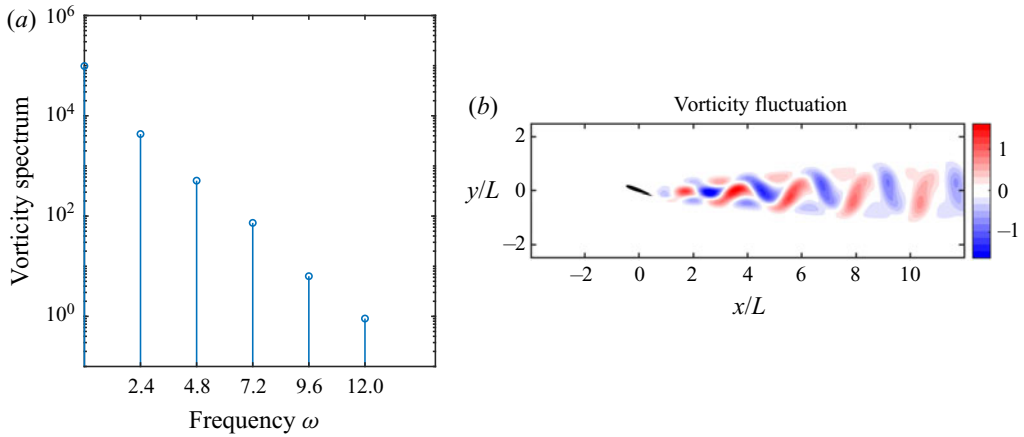 (a)
10^6
10^4
10^2
10^0
Vorticity spectrum
2.4 4.8 7.2 9.6 12.0
Frequency ω
(b)
Vorticity fluctuation
2
0
−2
y/L
−2 0 2 4 6 8 10
x/L
1
0
−1